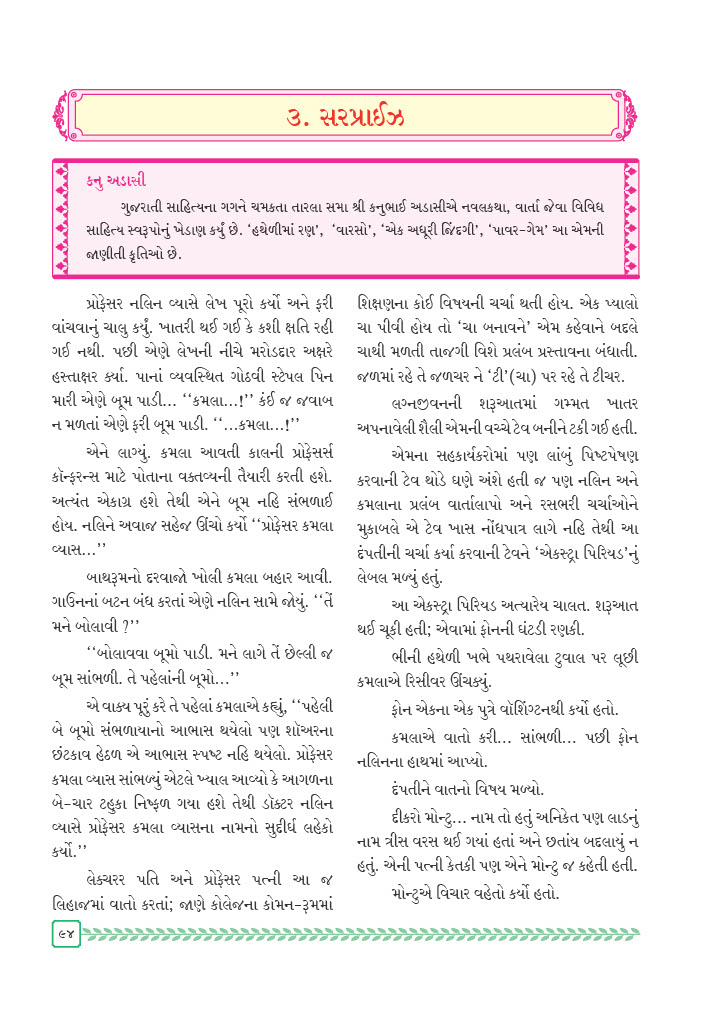 ૩. સરપ્રાઈઝ
કનુ અડાસી
ગુજરાતી સાહિત્યના ગગને ચમકતા તારલા સમા શ્રી કનુભાઈ અડાસીએ નવલકથા, વાર્તા જેવા વિવિધ
સાહિત્ય સ્વરૂપોનું ખેડાણ કર્યું છે. ‘હથેળીમાં રણ’, ‘વારસો’, ‘એક અધૂરી જિંદગી’, ‘પાવર-ગેમ’ આ એમની
જાણીતી કૃતિઓ છે.
પ્રોફેસર નલિન વ્યાસે લેખ પૂરો કર્યો અને ફરી
વાંચવાનું ચાલુ કર્યું. ખાતરી થઈ ગઈ કે કશી ક્ષતિ રહી
ગઈ નથી. પછી એણે લેખની નીચે મરોડદાર અક્ષરે
હસ્તાક્ષર કર્યા. પાનાં વ્યવસ્થિત ગોઠવી સ્ટેપલ પિન
મારી એણે બૂમ પાડી... ‘‘કમલા...!’’ કંઈ જ જવાબ
ન મળતાં એણે ફરી બૂમ પાડી. ‘‘...કમલા...!’’
એને લાગ્યું. કમલા આવતી કાલની પ્રોફેસર્સ
કૉન્ફરન્સ માટે પોતાના વક્તવ્યની તૈયારી કરતી હશે.
અત્યંત એકાગ્ર હશે તેથી એને બૂમ નહિ સંભળાઈ
હોય. નલિને અવાજ સહેજ ઊંચો કર્યો ‘‘પ્રોફેસર કમલા
વ્યાસ...’’
બાથરૂમનો દરવાજો ખોલી કમલા બહાર આવી.
ગાઉનનાં બટન બંધ કરતાં એણે નલિન સામે જોયું. ‘‘તેં
મને બોલાવી ?’’
‘‘બોલાવવા બૂમો પાડી. મને લાગે તેં છેલ્લી જ
બૂમ સાંભળી. તે પહેલાંની બૂમો...’’
એ વાક્ય પૂરું કરે તે પહેલાં કમલાએ કહ્યું, ‘‘પહેલી
બે બૂમો સંભળાયાનો આભાસ થયેલો પણ શૉઅરના
છંટકાવ હેઠળ એ આભાસ સ્પષ્ટ નહિ થયેલો. પ્રોફેસર
કમલા વ્યાસ સાંભળ્યું એટલે ખ્યાલ આવ્યો કે આગળના
બે-ચાર ટહુકા નિષ્ફળ ગયા હશે તેથી ડૉક્ટર નલિન
વ્યાસે પ્રોફેસર કમલા વ્યાસના નામનો સુદીર્ઘ લહેકો
કર્યો.’’
લેક્ચરર પતિ અને પ્રોફેસર પત્ની આ જ
લિહાજમાં વાતો કરતાં; જાણે કોલેજના કોમન-રૂમમાં
શિક્ષણના કોઈ વિષયની ચર્ચા થતી હોય. એક પ્યાલો
ચા પીવી હોય તો ‘ચા બનાવને’ એમ કહેવાને બદલે
ચાથી મળતી તાજગી વિશે પ્રલંબ પ્રસ્તાવના બંધાતી.
જળમાં રહે તે જળચર ને ‘ટી’(ચા) પર રહે તે ટીચર.
લગ્નજીવનની શરૂઆતમાં ગમ્મત ખાતર
અપનાવેલી શૈલી એમની વચ્ચે ટેવ બનીને ટકી ગઈ હતી.
એમના સહકાર્યકરોમાં પણ લાંબું પિષ્ટપેષણ
કરવાની ટેવ થોડે ઘણે અંશે હતી જ પણ નલિન અને
કમલાના પ્રલંબ વાર્તાલાપો અને રસભરી ચર્ચાઓને
મુકાબલે એ ટેવ ખાસ નોંધપાત્ર લાગે નહિ તેથી આ
દંપતીની ચર્ચા કર્યા કરવાની ટેવને ‘એકસ્ટ્રા પિરિયડ’નું
લેબલ મળ્યું હતું.
આ એકસ્ટ્રા પિરિયડ અત્યારેય ચાલત. શરૂઆત
થઈ ચૂકી હતી; એવામાં ફોનની ઘંટડી રણકી.
ભીની હથેળી ખભે પથરાવેલા ટુવાલ પર લૂછી
કમલાએ રિસીવર ઊંચક્યું.
ફોન એકના એક પુત્રે વૉશિંગ્ટનથી કર્યો હતો.
કમલાએ વાતો કરી... સાંભળી... પછી ફોન
નલિનના હાથમાં આપ્યો.
દંપતીને વાતનો વિષય મળ્યો.
દીકરો મોન્ટુ... નામ તો હતું અનિકેત પણ લાડનું
નામ ત્રીસ વરસ થઈ ગયાં હતાં અને છતાંય બદલાયું ન
હતું. એની પત્ની કેતકી પણ એને મોન્ટુ જ કહેતી હતી.
મોન્ટુએ વિચાર વહેતો કર્યો હતો.
૯૪